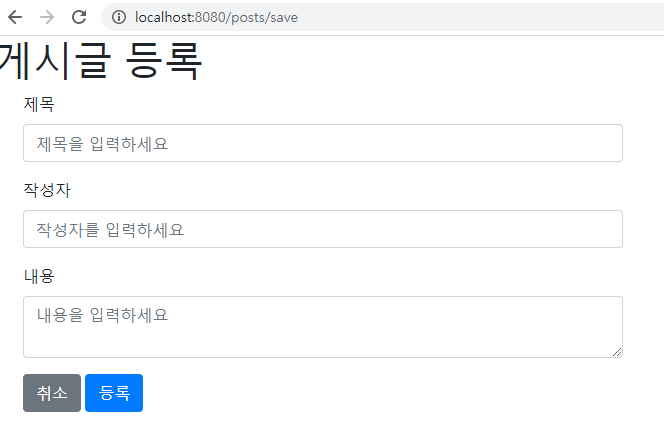 localhost:8080/posts/save
게시글 등록
제목
제목을 입력하세요
작성자
작성자를 입력하세요
내용
내용을 입력하세요
취소 등록